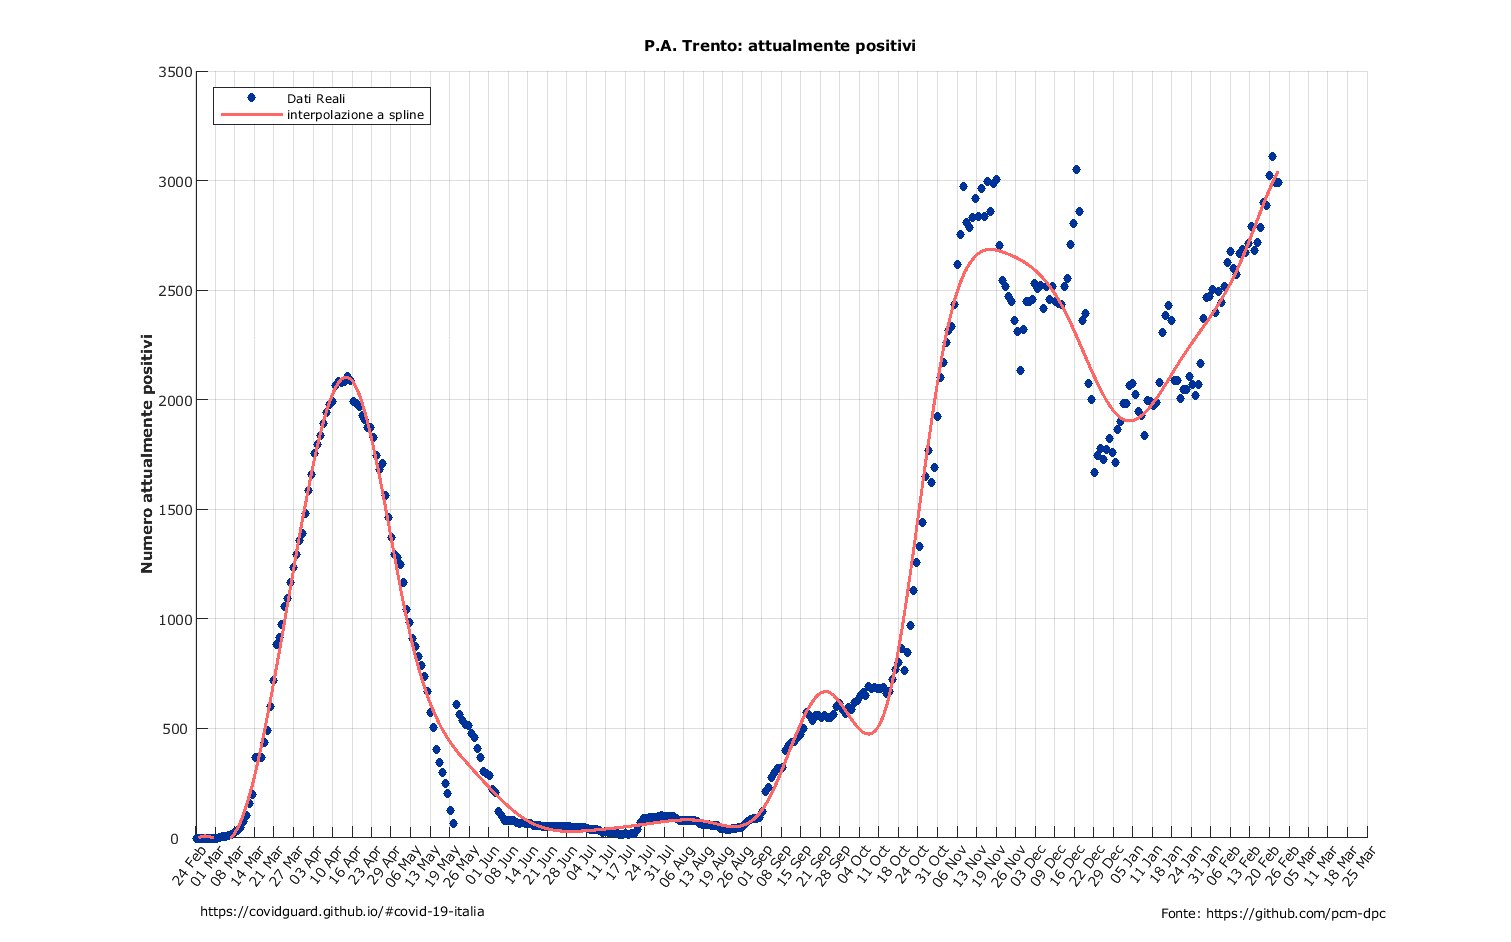 P.A. Trento: attualmente positivi
3500
3000
2500
2000
1500
1000
500
0
Numero attualmente positivi
Dati Reali
interpolazione a spline
24 Feb
01 Mar
08 Mar
14 Mar
21 Mar
27 Mar
03 Apr
10 Apr
16 Apr
23 Apr
29 Apr
06 May
13 May
19 May
26 May
01 Jun
08 Jun
14 Jun
21 Jun
28 Jun
04 Jul
11 Jul
17 Jul
24 Jul
31 Jul
06 Aug
13 Aug
19 Aug
26 Aug
01 Sep
08 Sep
15 Sep
21 Sep
28 Sep
04 Oct
11 Oct
18 Oct
24 Oct
31 Oct
06 Nov
13 Nov
19 Nov
26 Nov
03 Dec
09 Dec
16 Dec
22 Dec
29 Dec
05 Jan
11 Jan
18 Jan
24 Jan
31 Jan
06 Feb
13 Feb
20 Feb
26 Feb
05 Mar
11 Mar
18 Mar
25 Mar
https://covidguard.github.io/#covid-19-italia
Fonte: https://github.com/pcm-dpc